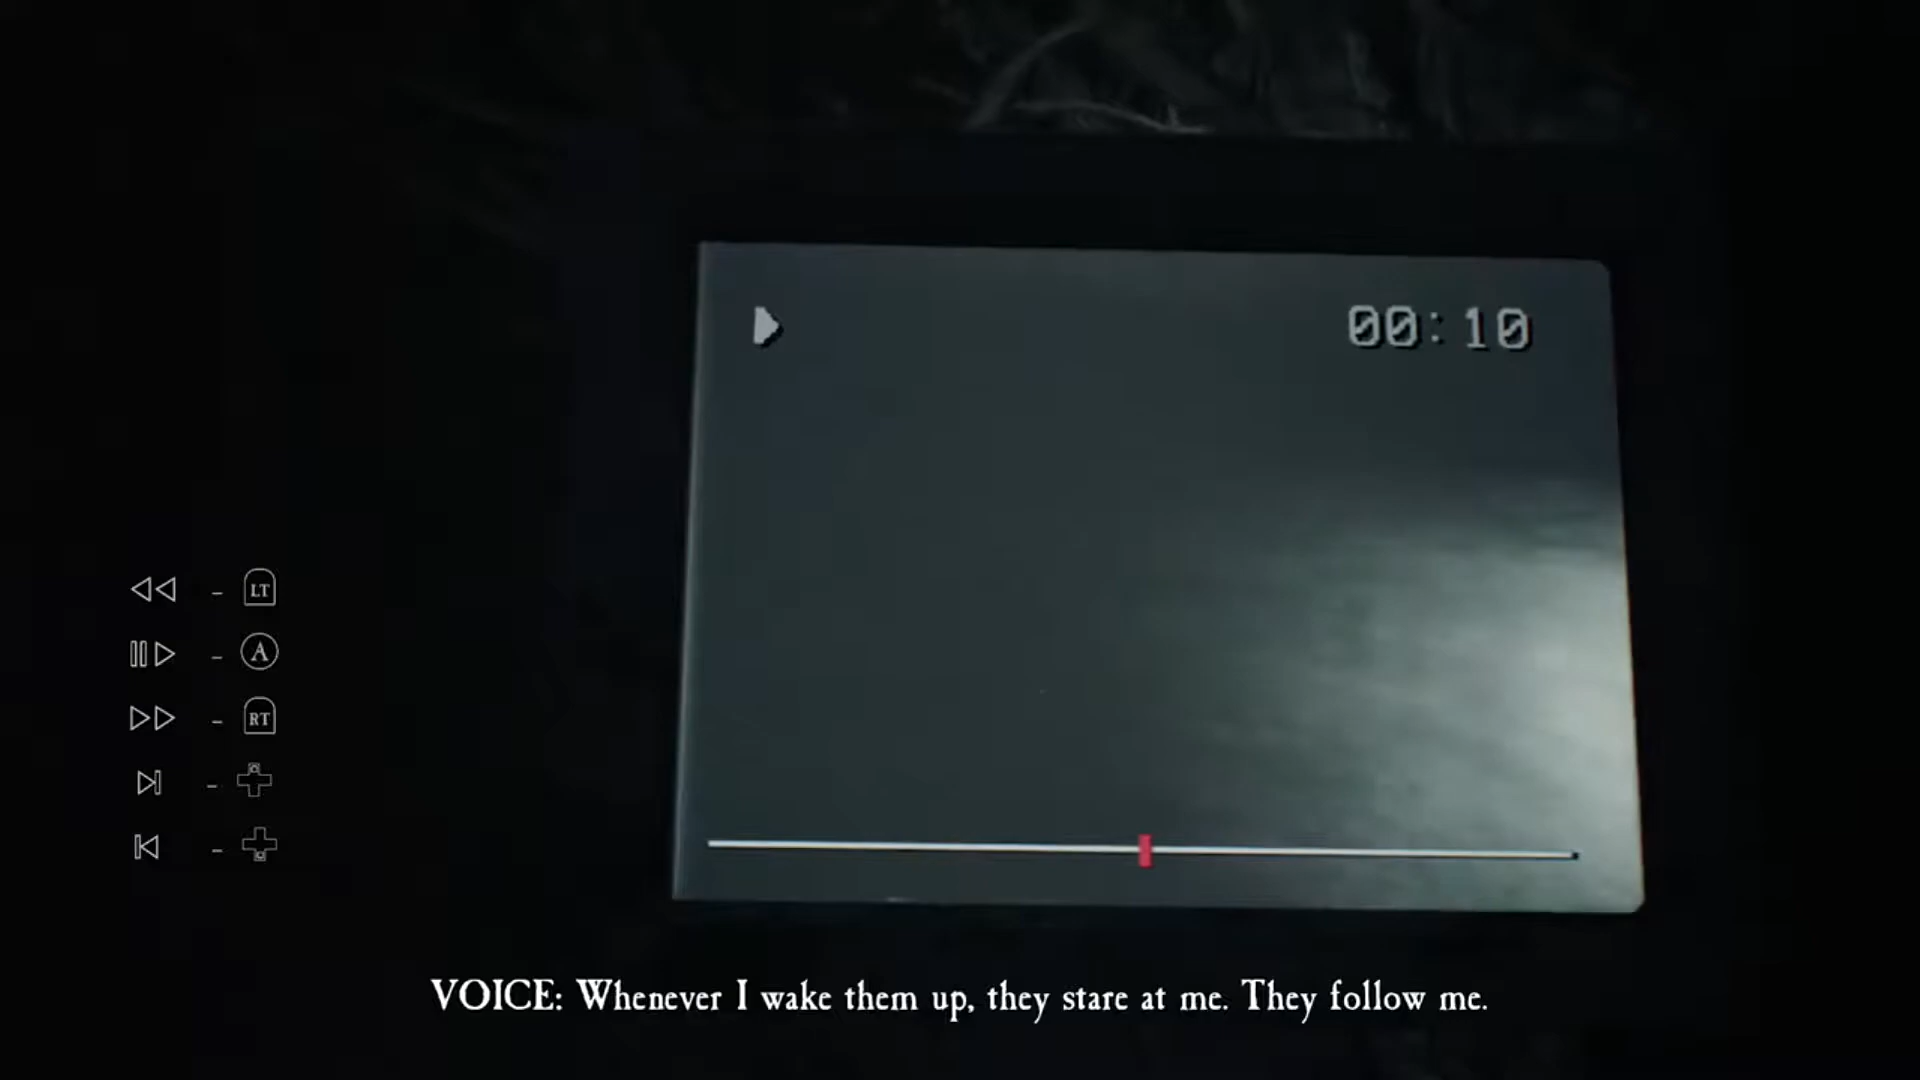 00:10
- LT
- A
- RT
-
-
VOICE: Whenever I wake them up, they stare at me. They follow me.